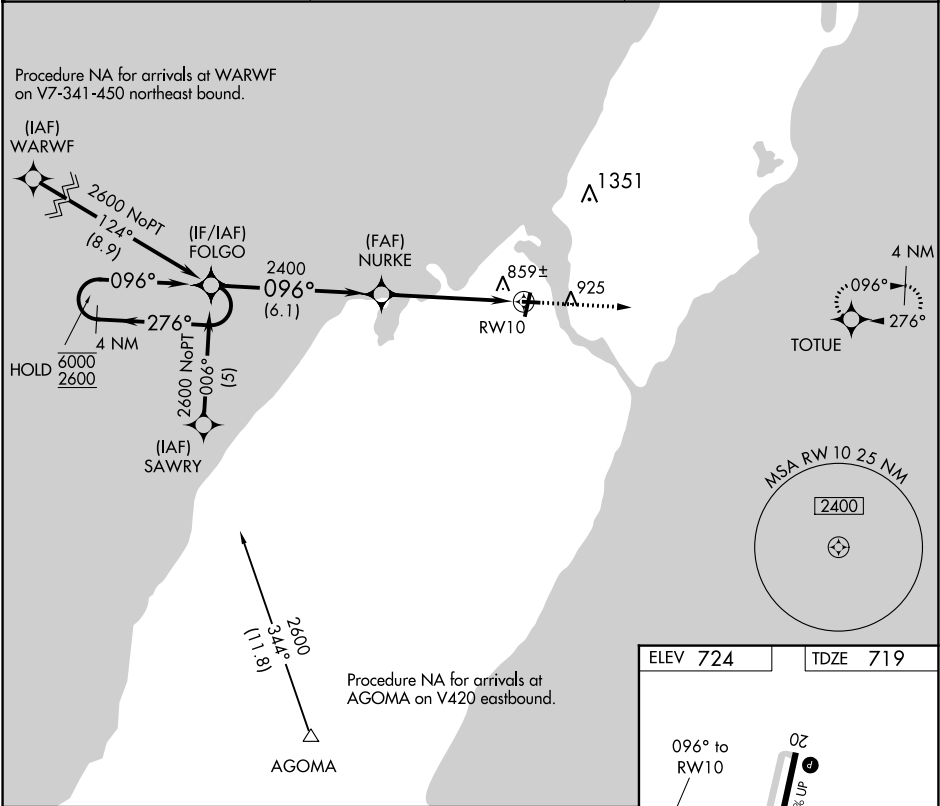 Procedure NA for arrivals at WARWF
on V7-341-450 northeast bound.
(IAF)
WARWF
2600 NoPT
124°
(8.9)
(IF/IAF)
FOLGO
2400
096°
(6.1)
(FAF)
NURKE
1351
859±
925
RW10
096°
276°
4 NM
HOLD 6000
2600
2600 NoPT
006°
(5)
(IAF)
SAWRY
4 NM
096°
276°
TOTUE
MSA RW 10 25 NM
2400
2600
344°
(11.8)
AGOMA
Procedure NA for arrivals at
AGOMA on V420 eastbound.
ELEV 724
TDZE 719
096° to
RW10
20
P
UP